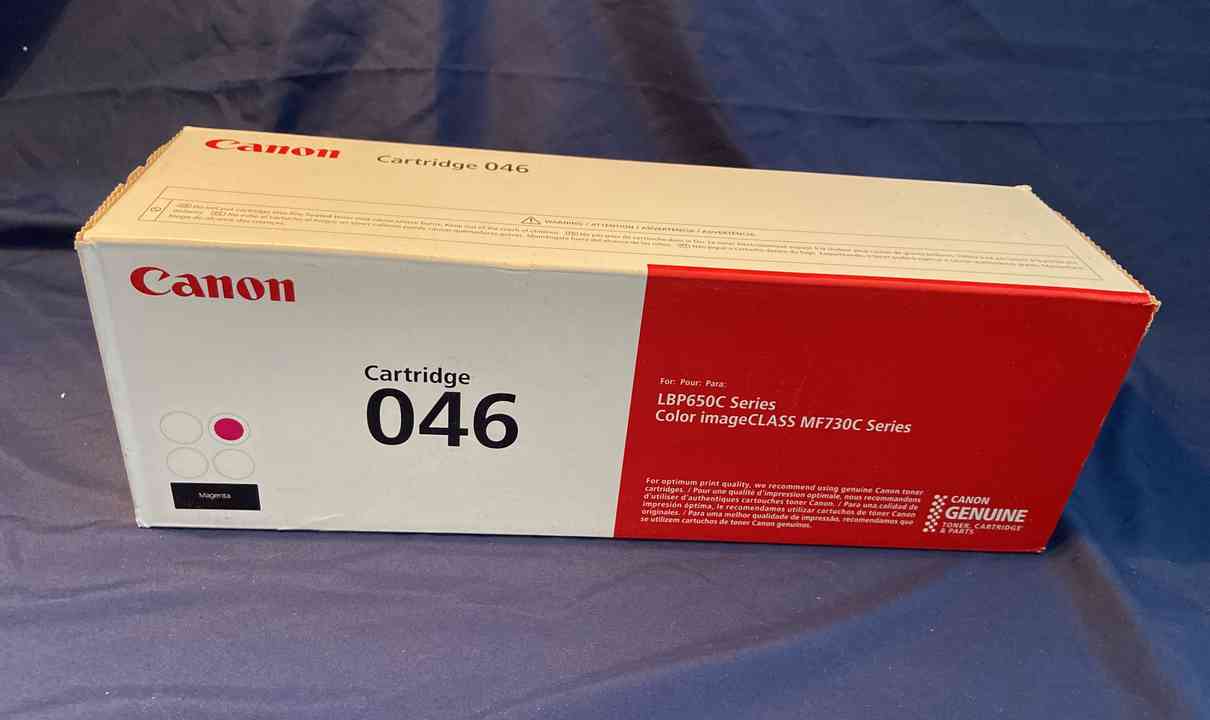 Canon
Cartridge 046
WARNING / ATTENTION / ADVERTENCIA / ADVERTÊNCIA:
Canon
Cartridge
046
Magenta
For: Pour: Para:
LBP650C Series
Color imageCLASS MF730C Series
For optimum print quality, we recommend using genuine Canon toner
cartridges. / Pour une qualité d'impression optimale, nous recommandons
d'utiliser d'authentiques cartouches toner Canon. / Para una calidad de
impresión óptima, le recomendamos utilizar cartuchos de tóner Canon
originales. / Para uma melhor qualidade de impressão, recomendamos que
se utilizem cartuchos de toner Canon genuínos.
CANON
GENUINE
TONER, CARTRIDGE
& PARTS